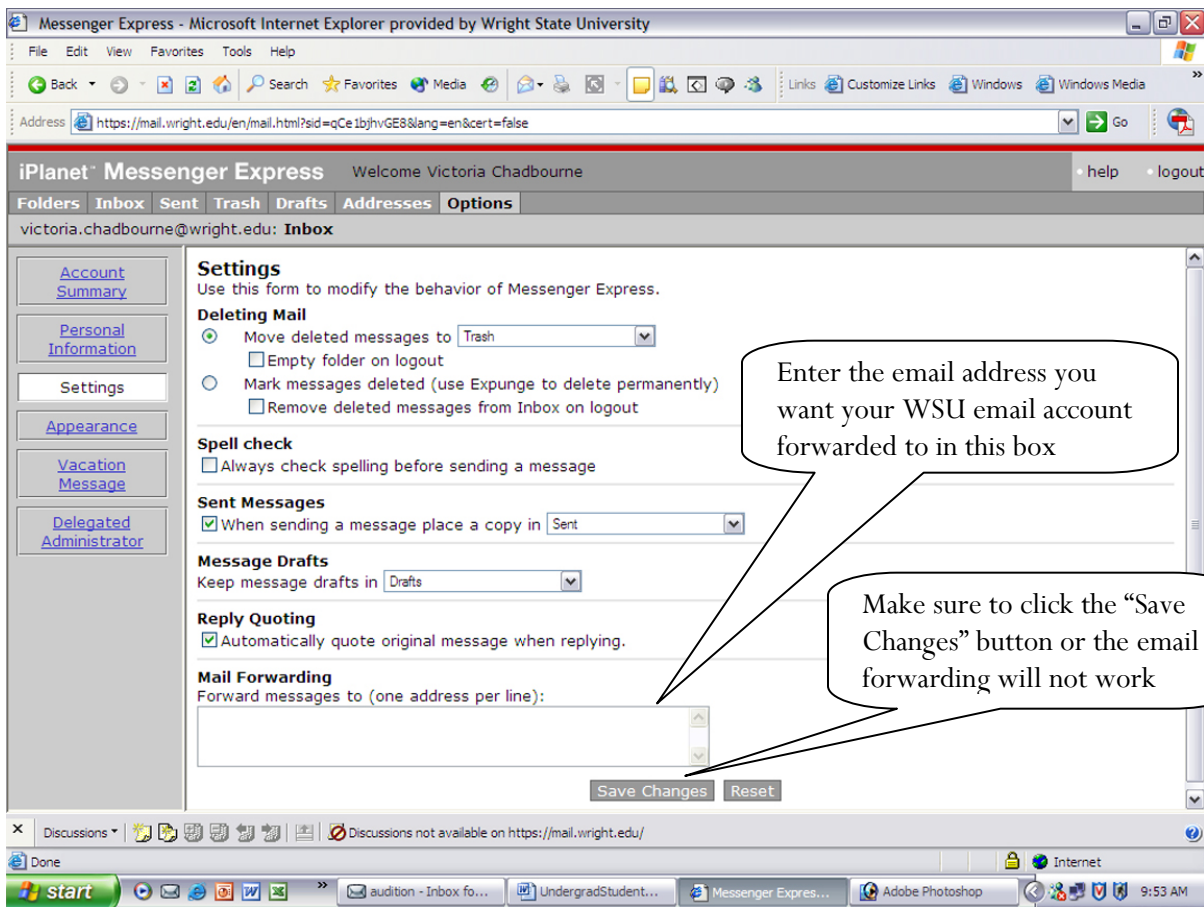 Messenger Express - Microsoft Internet Explorer provided by Wright State University
File Edit View Favorites Tools Help
Back Search Favorites Media Links Customize Links Windows Windows Media »
Address https://mail.wright.edu/en/mail.html?sid=qCe1bjhvGE8&lang=en&cert=false Go
iPlanet™ Messenger Express Welcome Victoria Chadbourne help logout
Folders Inbox Sent Trash Drafts Addresses Options
victoria.chadbourne@wright.edu: Inbox
Account
Summary
Personal
Information
Settings
Appearance
Vacation
Message
Delegated
Administrator
Settings
Use this form to modify the behavior of Messenger Express.
Deleting Mail
Move deleted messages to Trash
Empty folder on logout
Mark messages deleted (use Expunge to delete permanently)
Remove deleted messages from Inbox on logout
Spell check
Always check spelling before sending a message
Sent Messages
When sending a message place a copy in Sent
Message Drafts
Keep message drafts in Drafts
Reply Quoting
Automatically quote original message when replying.
Mail Forwarding
Forward messages to (one address per line):
Save Changes Reset
Enter the email address you
want your WSU email account
forwarded to in this box
Make sure to click the “Save
Changes” button or the email
forwarding will not work
Discussions Discussions not available on https://mail.wright.edu/
Done Internet
start » audition - Inbox fo... UndergradStudent... Messenger Expres... Adobe Photoshop 9:53 AM